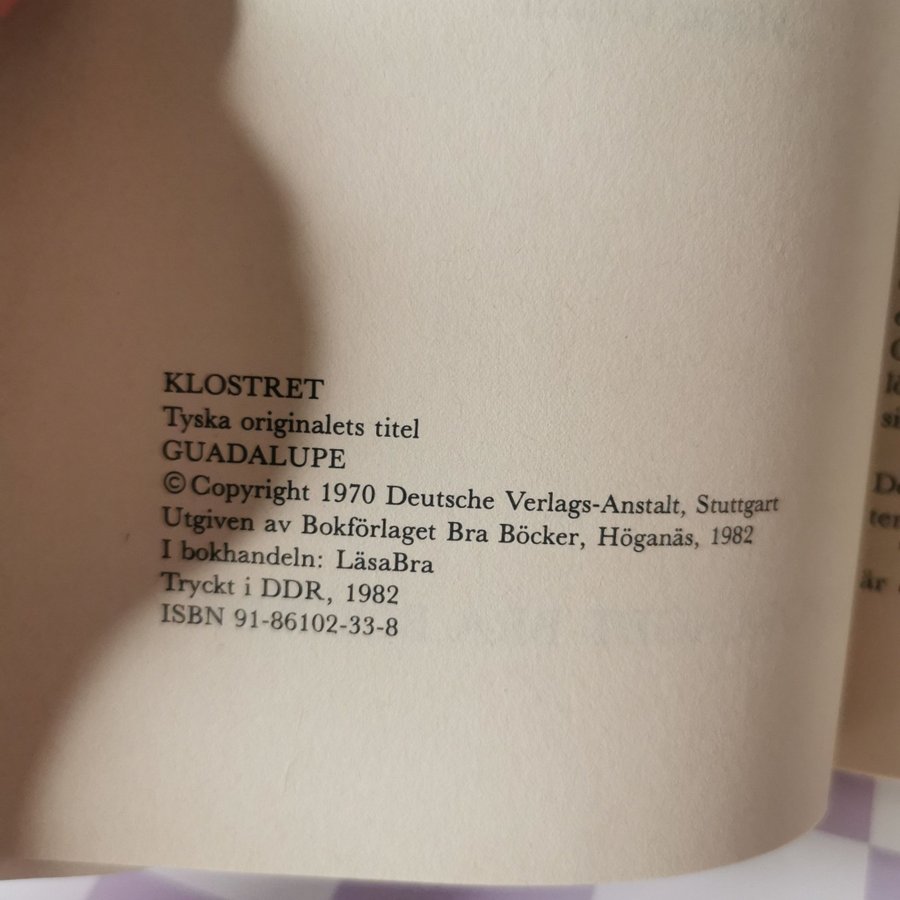 KLOSTRET
Tyska originalets titel
GUADALUPE
©Copyright 1970 Deutsche Verlags-Anstalt, Stuttgart
Utgiven av Bokförlaget Bra Böcker, Höganäs, 1982
I bokhandeln: LäsaBra
Tryckt i DDR, 1982
ISBN 91-86102-33-8
är